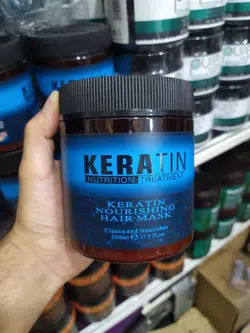 KERATIN
NUTRITION TREATMENT
KERATIN
NOURISHING
HAIR MASK
Cleans and Nourishes